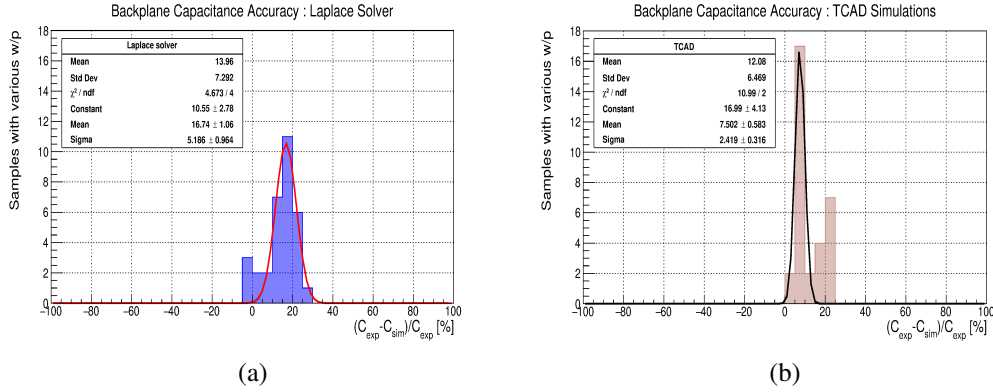 Backplane Capacitance Accuracy : Laplace Solver
Samples with various w/p
18
16
14
12
10
8
6
4
2
0
Laplace solver
Mean 13.96
Std Dev 7.292
χ² / ndf 4.673 / 4
Constant 10.55 ± 2.78
Mean 16.74 ± 1.06
Sigma 5.186 ± 0.964
−100 −80 −60 −40 −20 0 20 40 60 80 100
(C_exp-C_sim)/C_exp [%]
(a)
Backplane Capacitance Accuracy : TCAD Simulations
Samples with various w/p
18
16
14
12
10
8
6
4
2
0
TCAD
Mean 12.08
Std Dev 6.469
χ² / ndf 10.99 / 2
Constant 16.99 ± 4.13
Mean 7.502 ± 0.583
Sigma 2.419 ± 0.316
−100 −80 −60 −40 −20 0 20 40 60 80 100
(C_exp-C_sim)/C_exp [%]
(b)